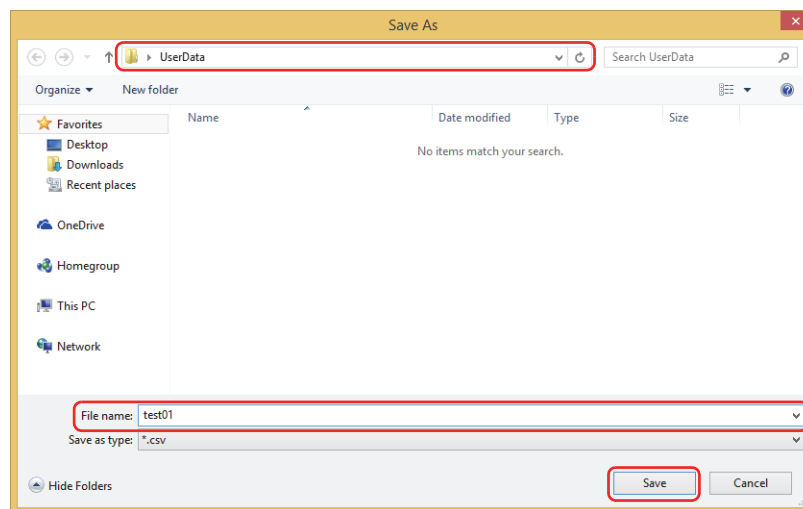 Save As
UserData
Search UserData
Organize
New folder
Favorites
Desktop
Downloads
Recent places
OneDrive
Homegroup
This PC
Network
Name
Date modified
Type
Size
No items match your search.
File name: test01
Save as type: *.csv
Hide Folders
Save
Cancel